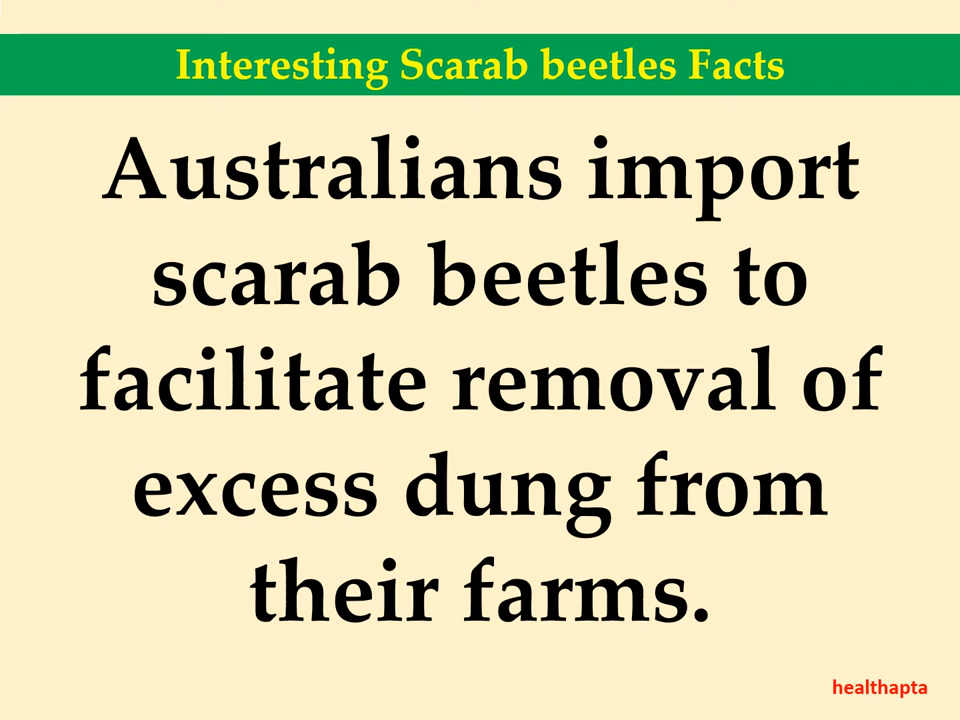 Interesting Scarab beetles Facts
Australians import
scarab beetles to
facilitate removal of
excess dung from
their farms.
healthapta